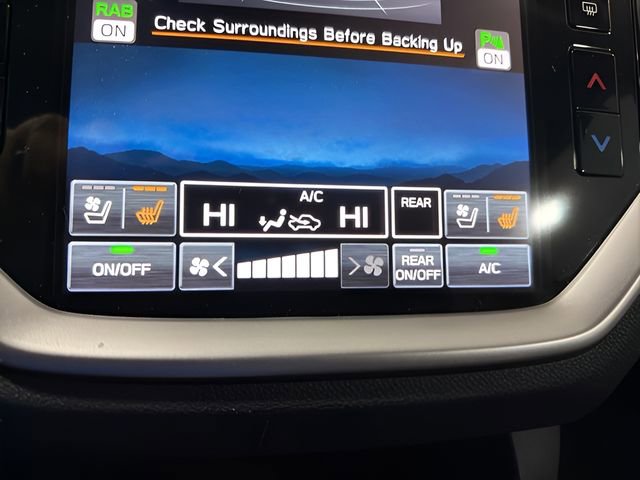 RAB
ON
Check Surroundings Before Backing Up
P
ON
A/C
HI
HI
REAR
ON/OFF
<
>
REAR
ON/OFF
A/C